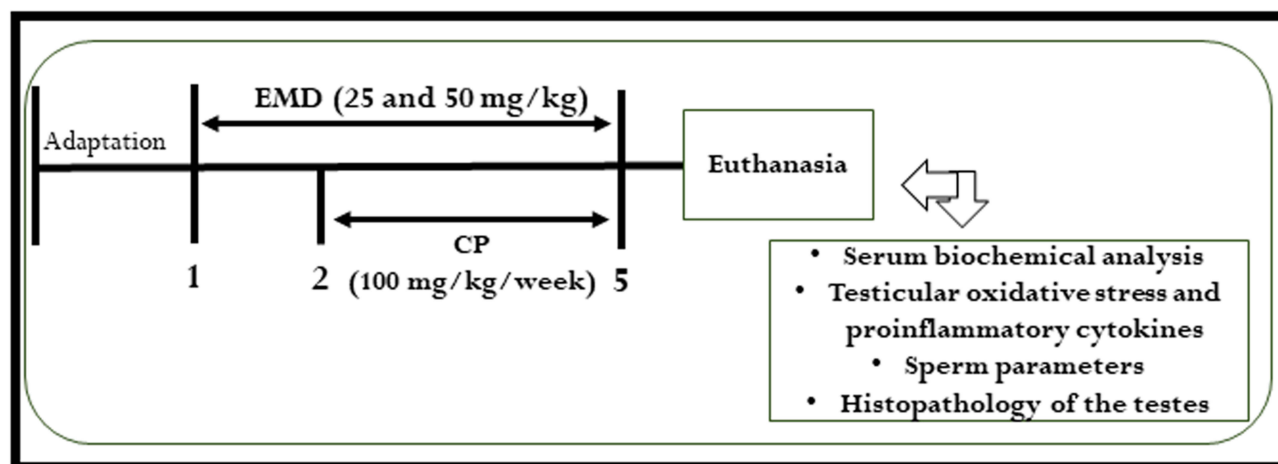 EMD (25 and 50 mg/kg)
Adaptation
Euthanasia
CP
1 2 (100 mg/kg/week) 5
• Serum biochemical analysis
• Testicular oxidative stress and
proinflammatory cytokines
• Sperm parameters
• Histopathology of the testes